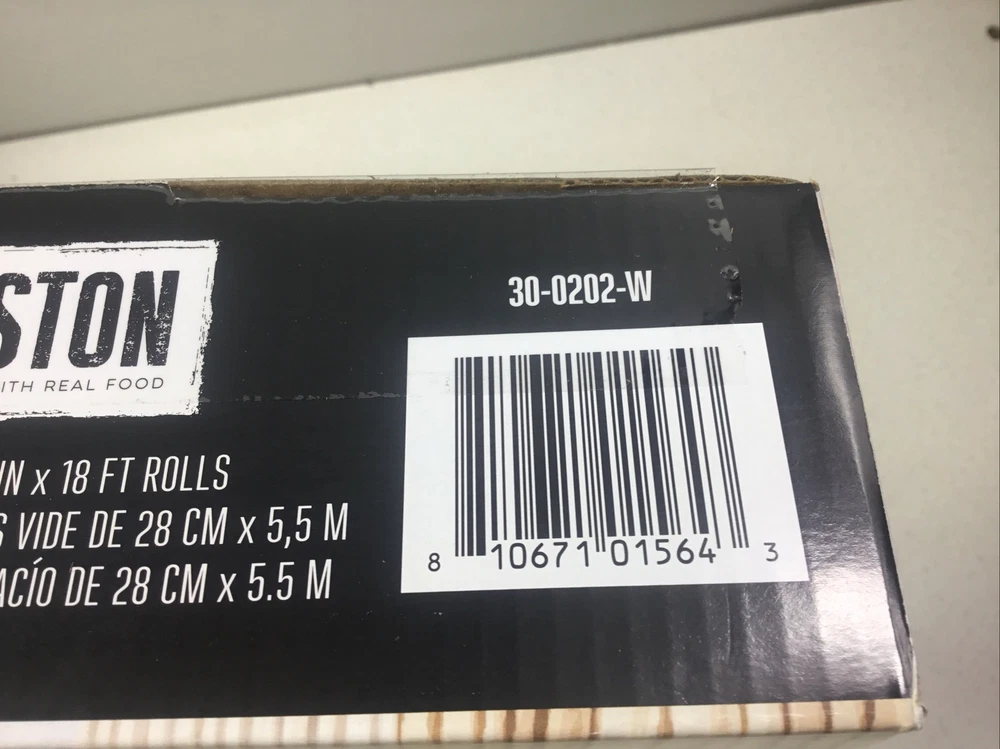 STON
ITH REAL FOOD
30-0202-W
IN x 18 FT ROLLS
S VIDE DE 28 CM x 5,5 M
ACÍO DE 28 CM x 5.5 M
8 10671 01564 3